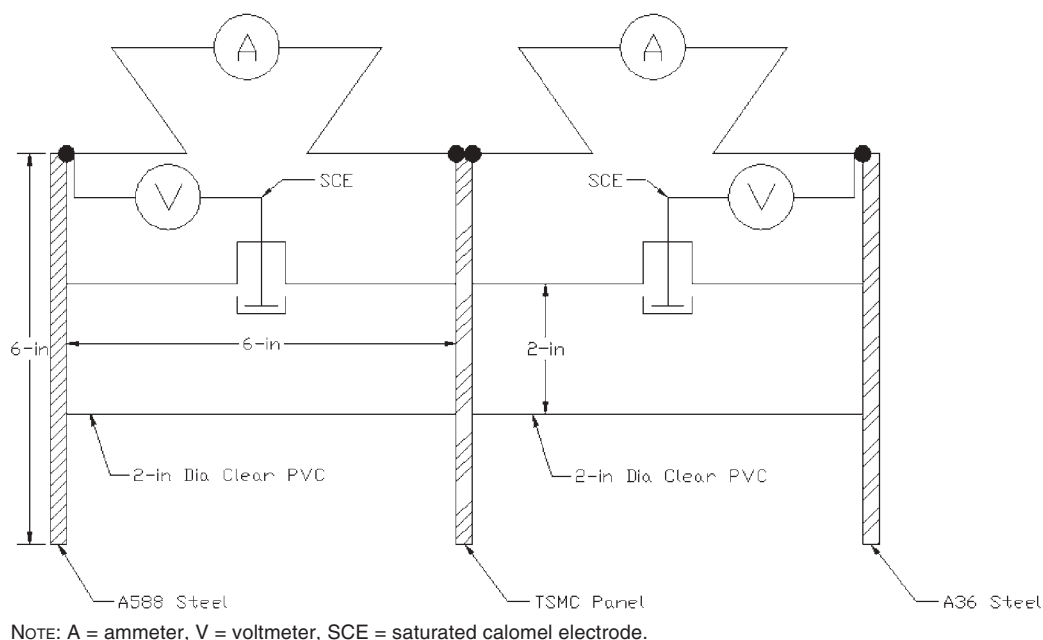 A
A
SCE
SCE
V
V
6-in
6-in
2-in
2-in Dia Clear PVC
2-in Dia Clear PVC
A588 Steel
TSMC Panel
A36 Steel
NOTE: A = ammeter, V = voltmeter, SCE = saturated calomel electrode.